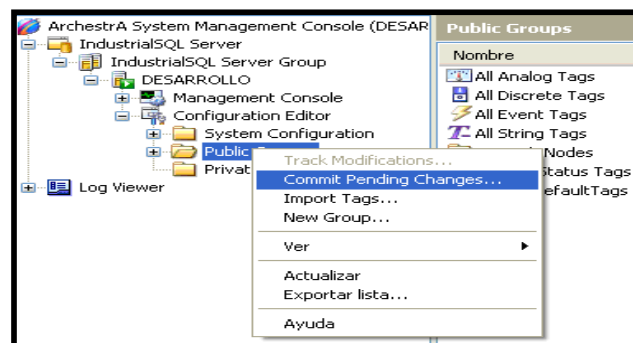 ArchestrA System Management Console (DESAR
IndustrialSQL Server
IndustrialSQL Server Group
DESARROLLO
Management Console
Configuration Editor
System Configuration
Public
Privat
Log Viewer
Track Modifications...
Commit Pending Changes...
Import Tags...
New Group...
Ver
Actualizar
Exportar lista...
Ayuda
Public Groups
Nombre
All Analog Tags
All Discrete Tags
All Event Tags
All String Tags
Nodes
Status Tags
efaultTags